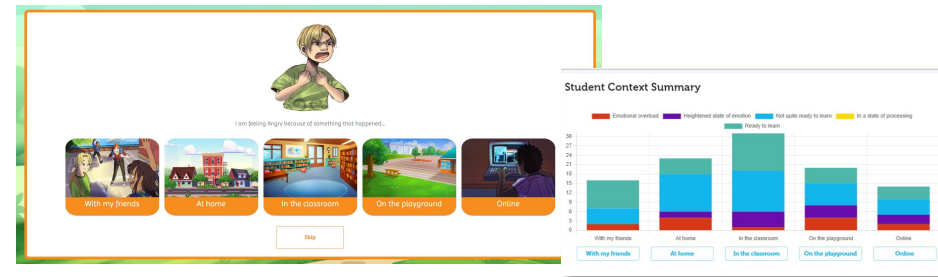 I am feeling Angry because of something that happened...
With my friends
At home
In the classroom
On the playground
Online
Skip
Student Context Summary
Emotional overload Heightened state of emotion Not quite ready to learn In a state of processing
Ready to learn
30
27
24
21
18
15
12
9
6
3
0
With my friends At home In the classroom On the playground Online
With my friends At home In the classroom On the playground Online